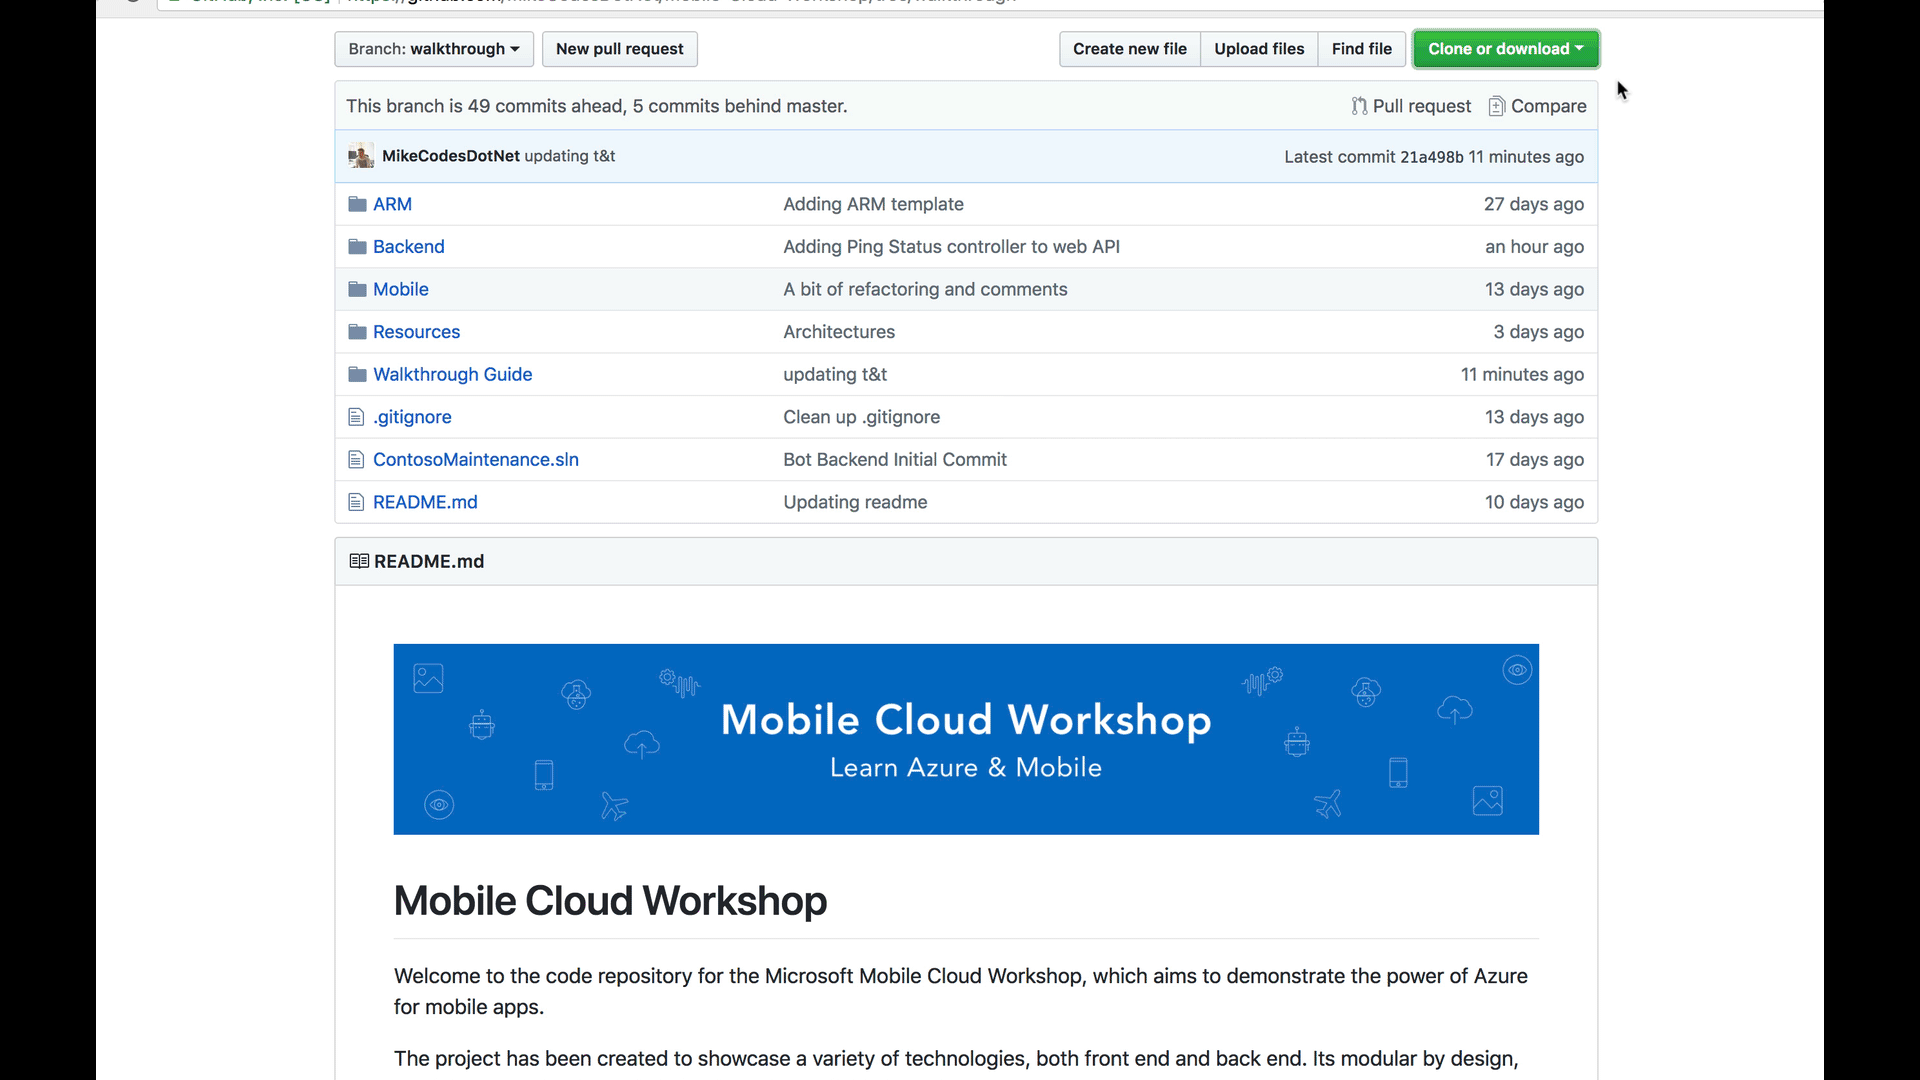 Branch: walkthrough
New pull request
Create new file
Upload files
Find file
Clone or download
This branch is 49 commits ahead, 5 commits behind master.
Pull request
Compare
MikeCodesDotNet updating t&t
Latest commit 21a498b 11 minutes ago
ARM
Adding ARM template
27 days ago
Backend
Adding Ping Status controller to web API
an hour ago
Mobile
A bit of refactoring and comments
13 days ago
Resources
Architectures
3 days ago
Walkthrough Guide
updating t&t
11 minutes ago
.gitignore
Clean up .gitignore
13 days ago
ContosoMaintenance.sln
Bot Backend Initial Commit
17 days ago
README.md
Updating readme
10 days ago
README.md
Mobile Cloud Workshop
Learn Azure & Mobile
Mobile Cloud Workshop
Welcome to the code repository for the Microsoft Mobile Cloud Workshop, which aims to demonstrate the power of Azure
for mobile apps.
The project has been created to showcase a variety of technologies, both front end and back end. Its modular by design,